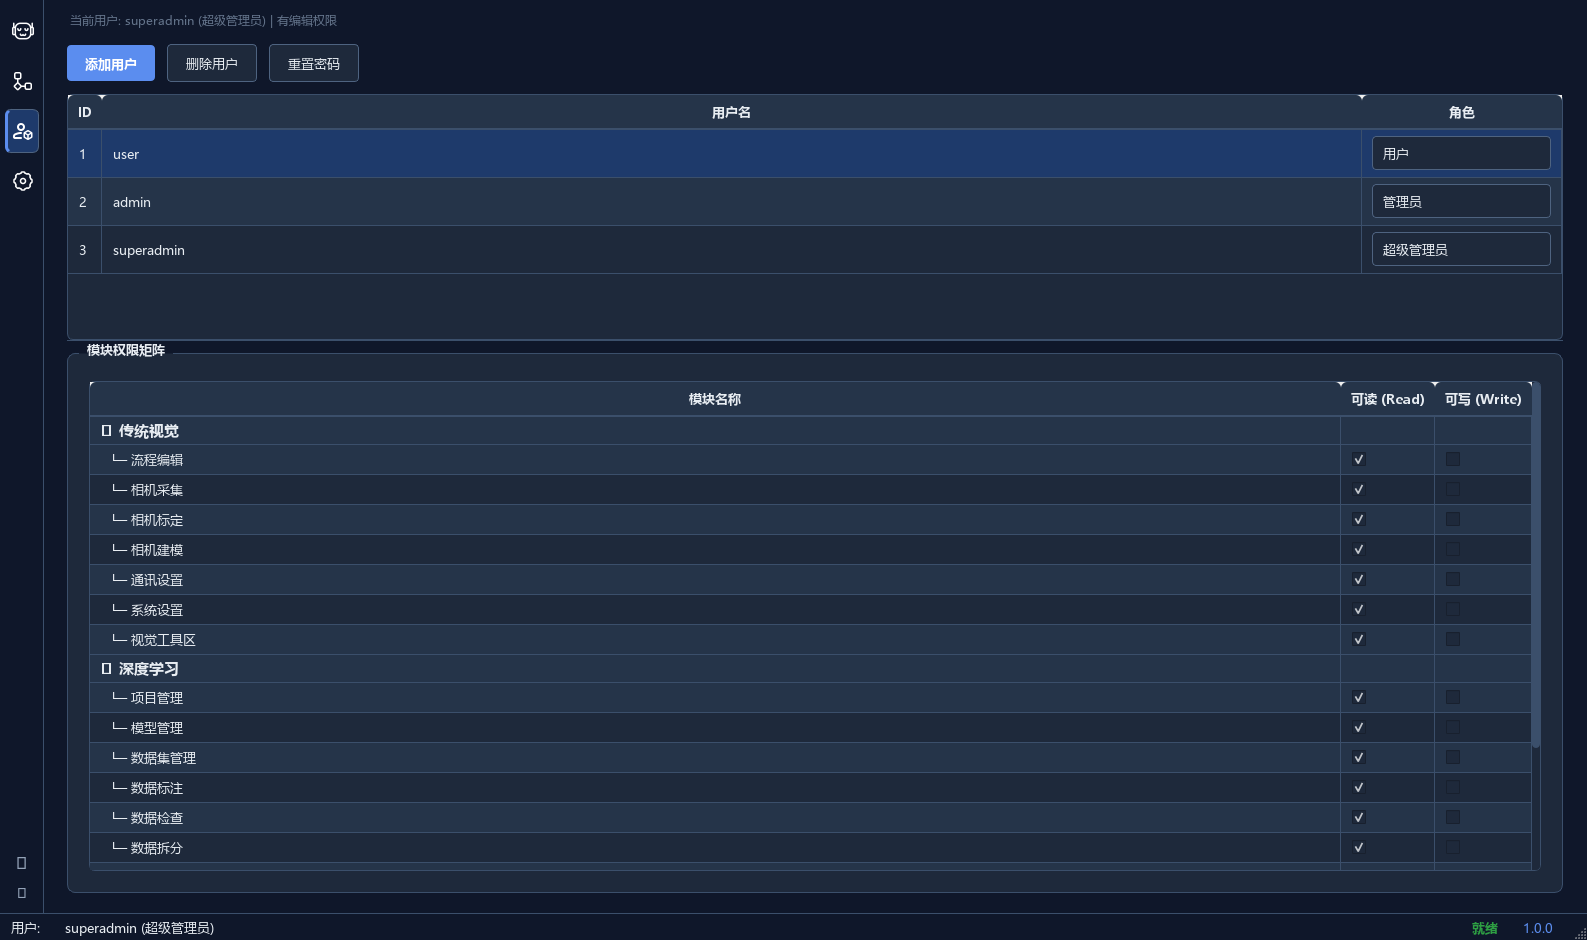 当前用户: superadmin (超级管理员) | 有编辑权限
添加用户 删除用户 重置密码
ID 用户名 角色
1 user 用户
2 admin 管理员
3 superadmin 超级管理员
模块权限矩阵
模块名称 可读 (Read) 可写 (Write)
传统视觉
└─ 流程编辑
└─ 相机采集
└─ 相机标定
└─ 相机建模
└─ 通讯设置
└─ 系统设置
└─ 视觉工具区
深度学习
└─ 项目管理
└─ 模型管理
└─ 数据集管理
└─ 数据标注
└─ 数据检查
└─ 数据拆分
用户: superadmin (超级管理员) 就绪 1.0.0